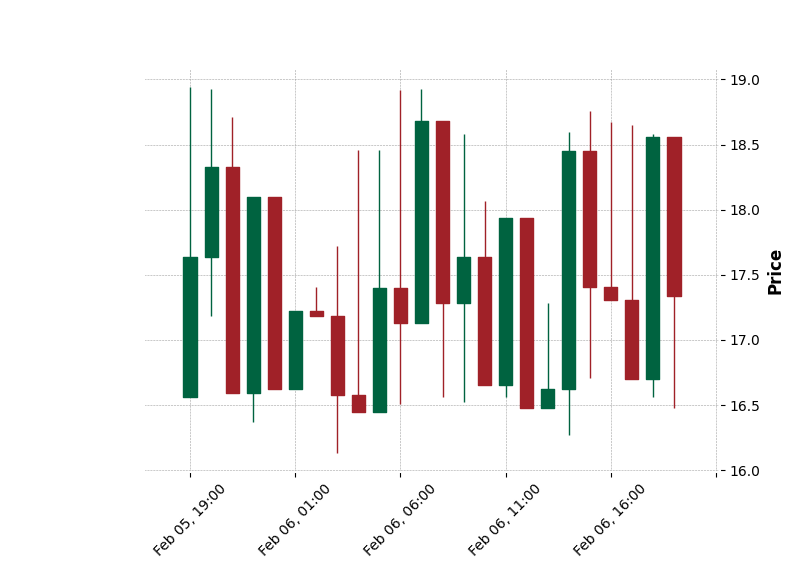 19.0
18.5
18.0
17.5
17.0
16.5
16.0
Price
Feb 05, 19:00
Feb 06, 01:00
Feb 06, 06:00
Feb 06, 11:00
Feb 06, 16:00